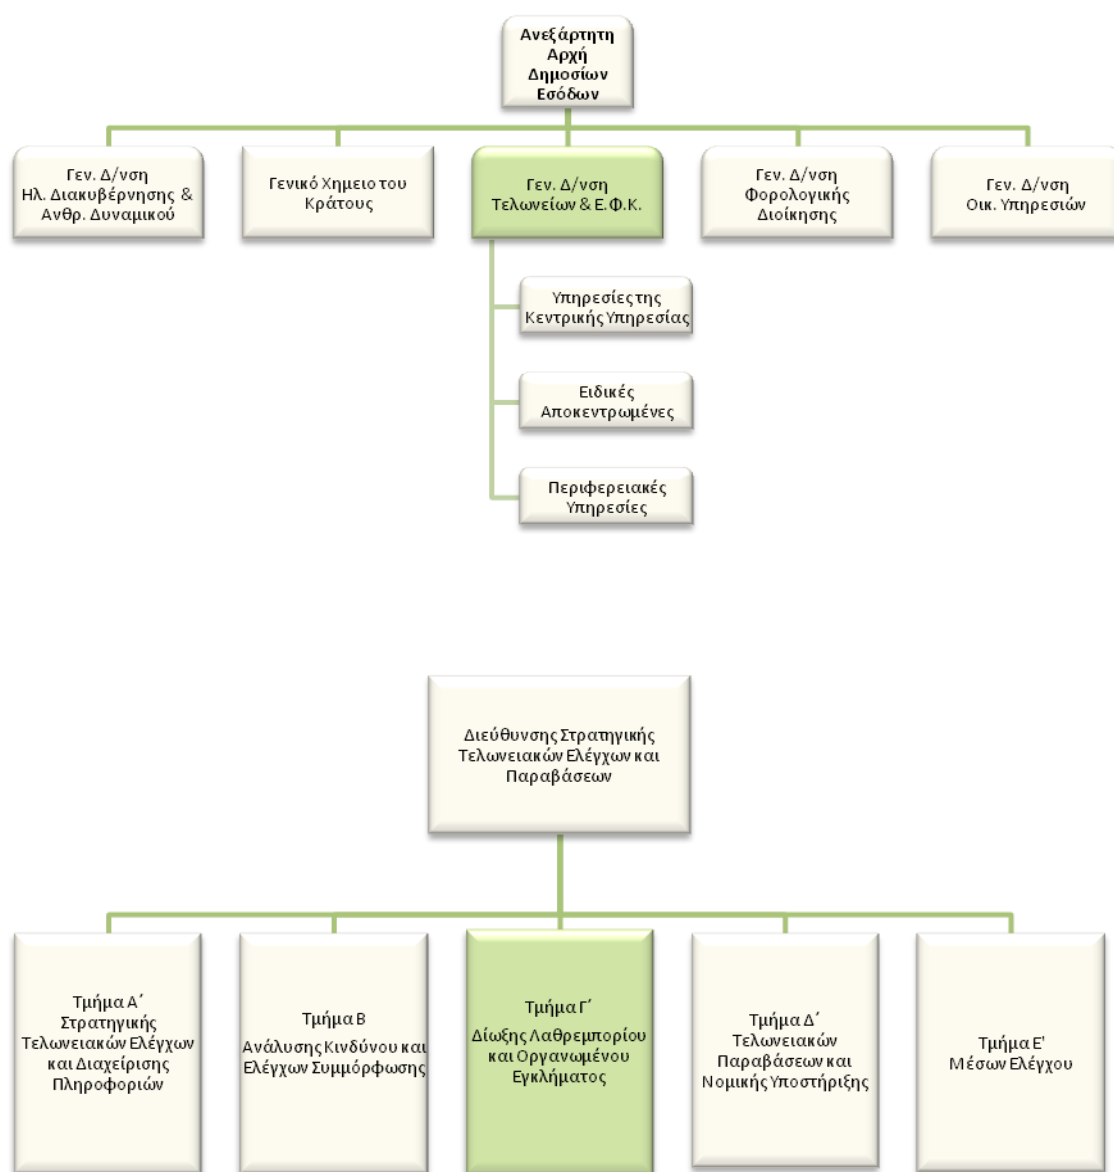 Ανεξάρτητη
Αρχή
Δημοσίων
Εσόδων
Γεν. Δ/νση
Ηλ. Διακυβέρνησης &
Ανθρ. Δυναμικού
Γενικό Χημειο του
Κράτους
Γεν. Δ/νση
Τελωνείων & Ε.Φ.Κ.
Γεν. Δ/νση
Φορολογικής
Διοίκησης
Γεν. Δ/νση
Οικ. Υπηρεσιών
Υπηρεσίες της
Κεντρικής Υπηρεσίας
Ειδικές
Αποκεντρωμένες
Περιφερειακές
Υπηρεσίες
Διεύθυνσης Στρατηγικής
Τελωνειακών Ελέγχων και
Παραβάσεων
Τμήμα Α΄
Στρατηγικής
Τελωνειακών Ελέγχων
και Διαχείρισης
Πληροφοριών
Τμήμα Β
Ανάλυσης Κινδύνου και
Ελέγχων Συμμόρφωσης
Τμήμα Γ΄
Δίωξης Λαθρεμπορίου
και Οργανωμένου
Εγκλήματος
Τμήμα Δ΄
Τελωνειακών
Παραβάσεων και
Νομικής Υποστήριξης
Τμήμα Ε'
Μέσων Ελέγχου